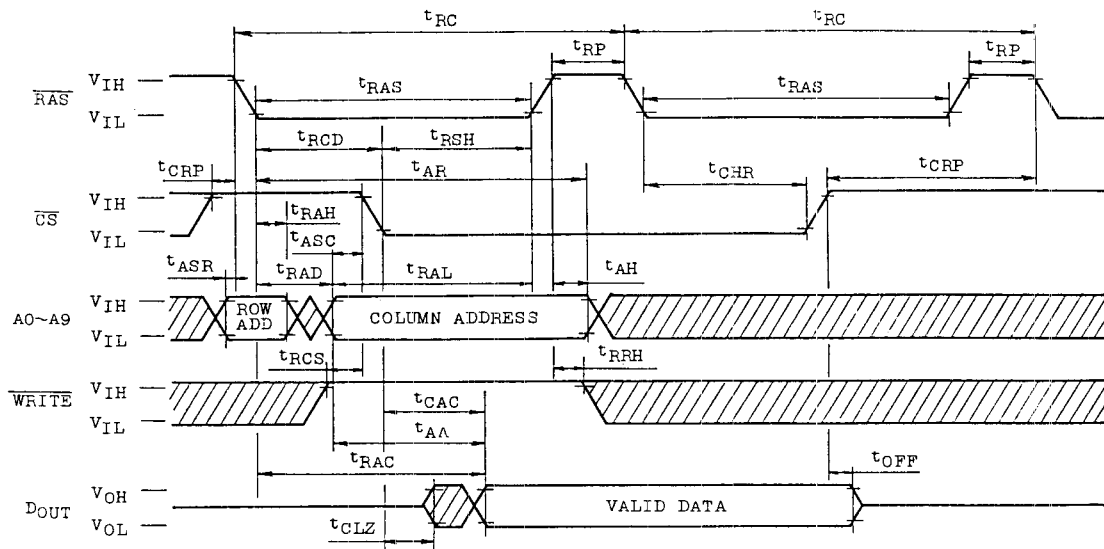 tRC tRC
tRP tRP
RAS VIH
VIL
tRAS tRAS
tRCD tRSH
tCRP tAR tCHR tCRP
CS VIH
VIL
tRAH
tASC
tASR tRAD tRAL tAH
A0~A9 VIH
VIL
ROW ADD COLUMN ADDRESS
tRCS tRRH
WRITE VIH
VIL
tCAC
tAA
tRAC tOFF
DOUT VOH
VOL
VALID DATA
tCLZ